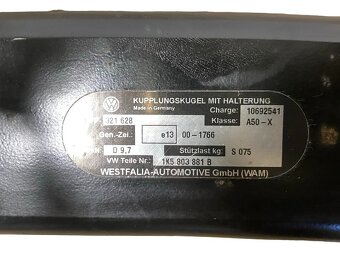 KUPPLUNGSKUGEL MIT HALTERUNG
Made in Germany
Charge: 10692541
321 628 Klasse: A50-X
Gen.-Zei.: e13 00-1766
D 9,7 Stützlast kg: S 075
VW Teile Nr.: 1K5 803 881 B
WESTFALIA-AUTOMOTIVE GmbH (WAM)